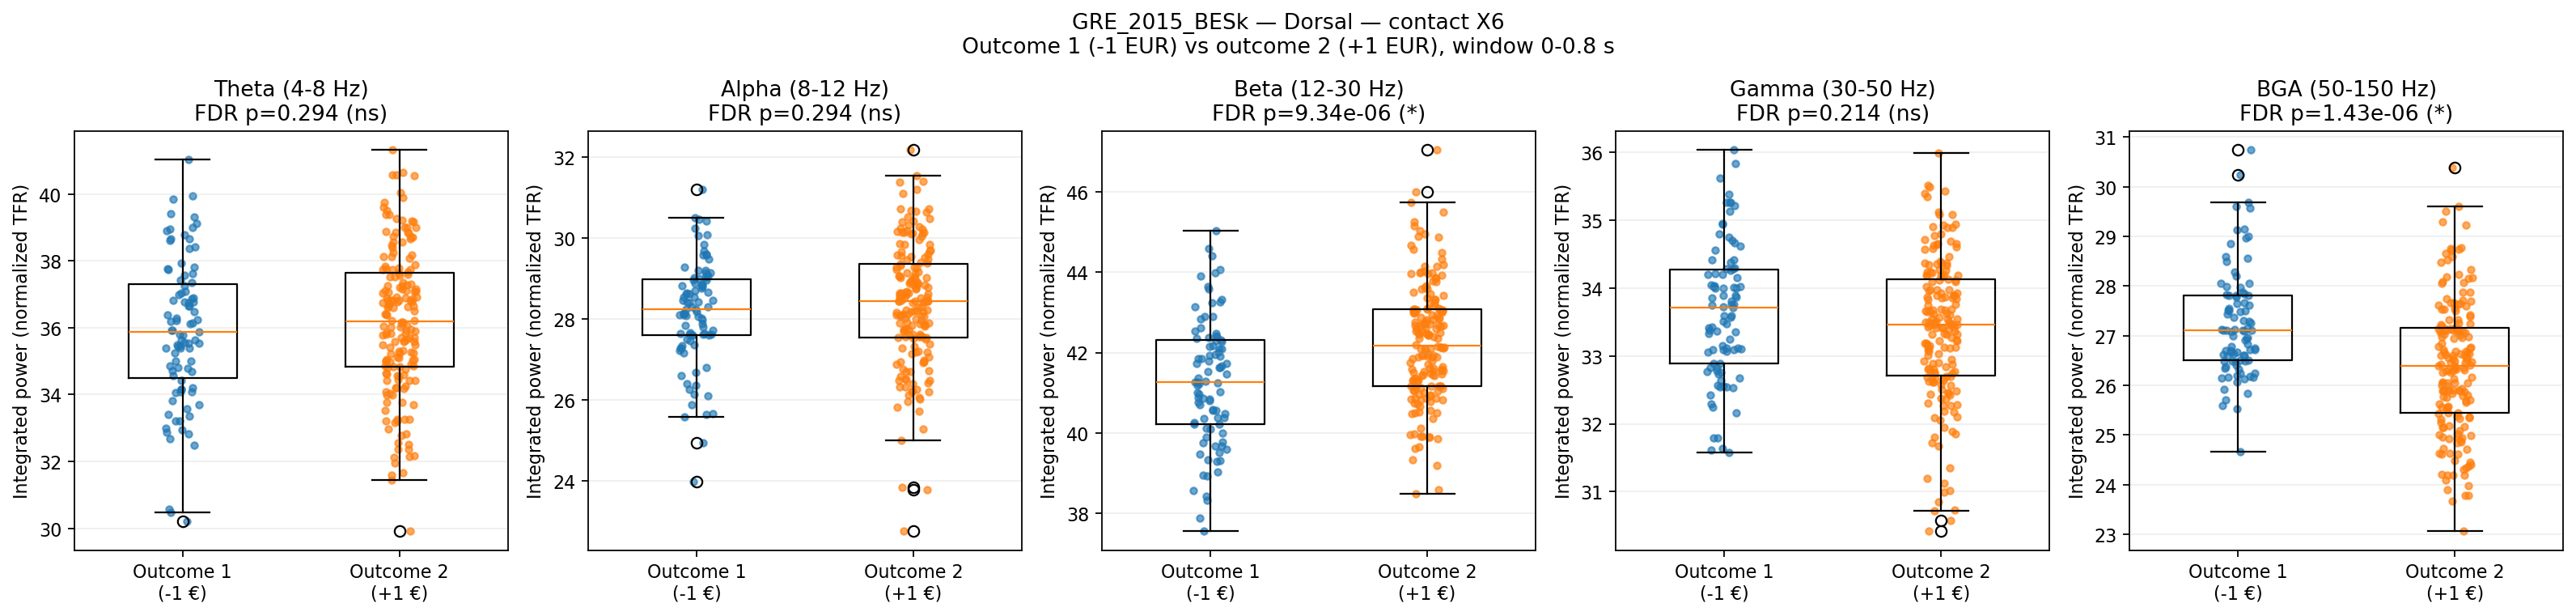 GRE_2015_BESk — Dorsal — contact X6
Outcome 1 (-1 EUR) vs outcome 2 (+1 EUR), window 0-0.8 s
Theta (4-8 Hz)
FDR p=0.294 (ns)
Integrated power (normalized TFR)
40
38
36
34
32
30
Outcome 1
(-1 €)
Outcome 2
(+1 €)
Alpha (8-12 Hz)
FDR p=0.294 (ns)
Integrated power (normalized TFR)
32
30
28
26
24
Outcome 1
(-1 €)
Outcome 2
(+1 €)
Beta (12-30 Hz)
FDR p=9.34e-06 (*)
Integrated power (normalized TFR)
46
44
42
40
38
Outcome 1
(-1 €)
Outcome 2
(+1 €)
Gamma (30-50 Hz)
FDR p=0.214 (ns)
Integrated power (normalized TFR)
36
35
34
33
32
31
Outcome 1
(-1 €)
Outcome 2
(+1 €)
BGA (50-150 Hz)
FDR p=1.43e-06 (*)
Integrated power (normalized TFR)
31
30
29
28
27
26
25
24
23
Outcome 1
(-1 €)
Outcome 2
(+1 €)